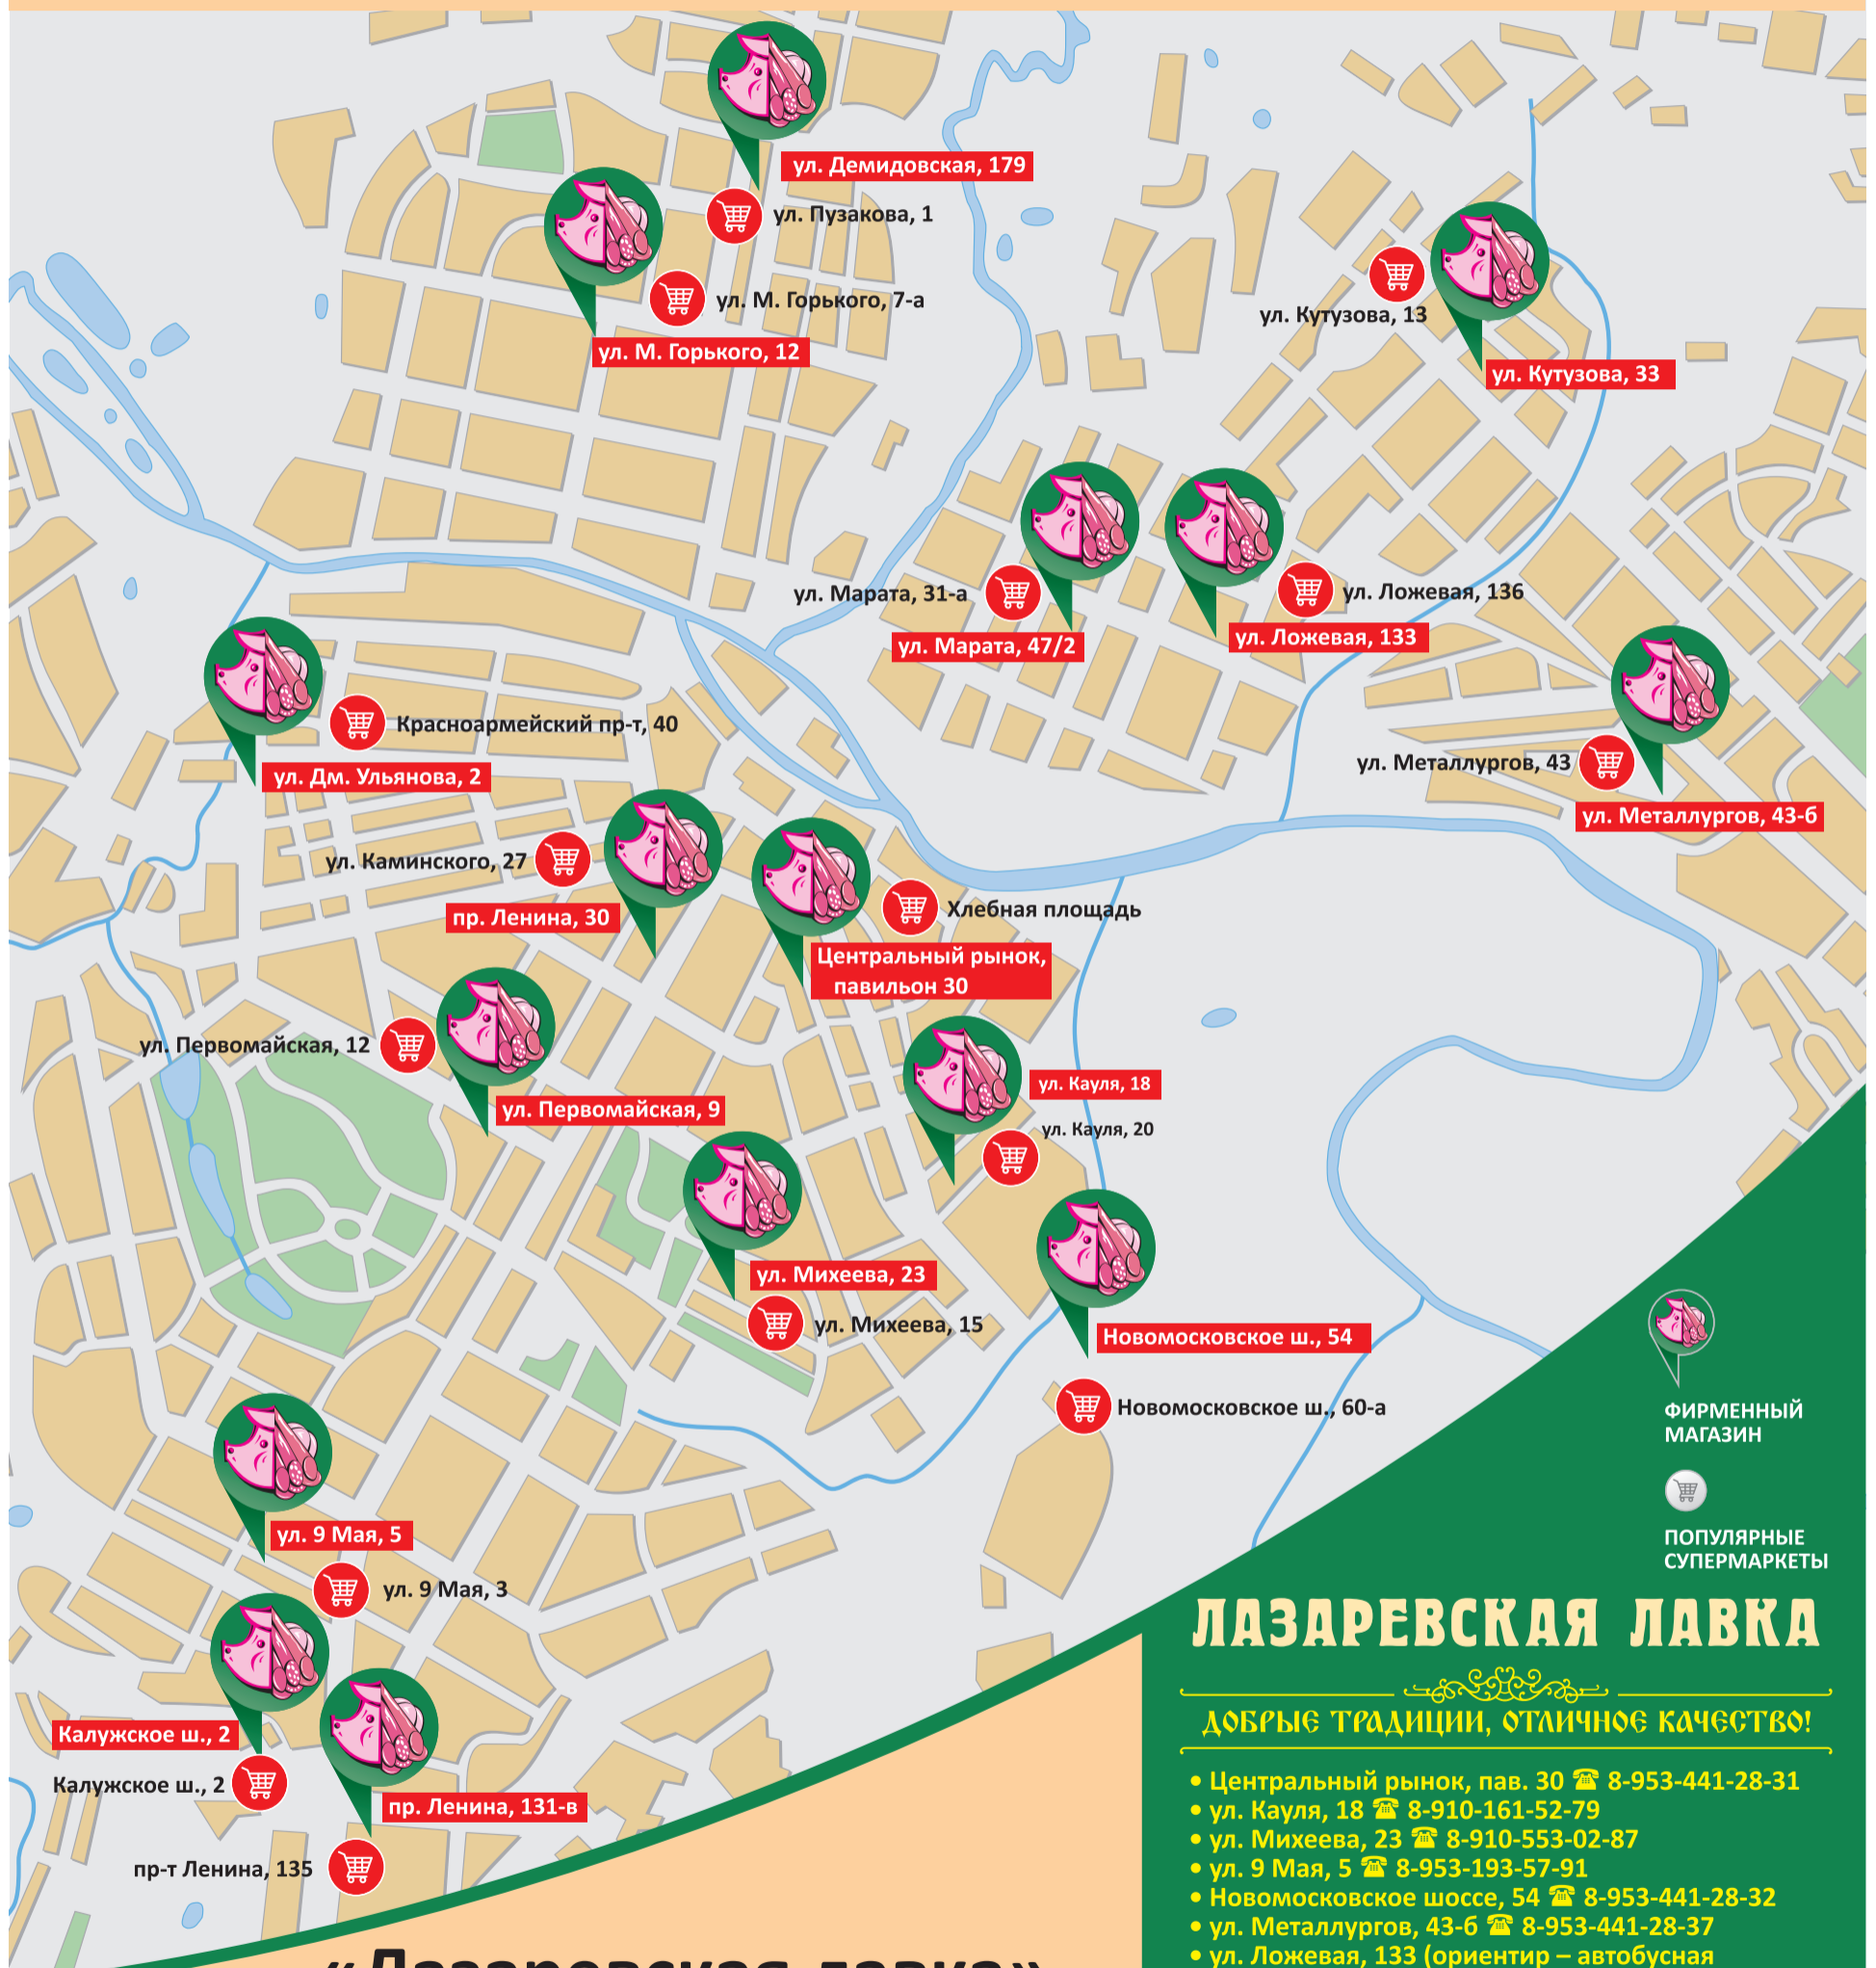 ул. Демидовская, 179
ул. Пузакова, 1
ул. М. Горького, 7-а
ул. М. Горького, 12
ул. Кутузова, 13
ул. Кутузова, 33
ул. Марата, 31-а
ул. Марата, 47/2
ул. Ложевая, 136
ул. Ложевая, 133
Красноармейский пр-т, 40
ул. Дм. Ульянова, 2
ул. Металлургов, 43
ул. Металлургов, 43-б
ул. Каминского, 27
пр. Ленина, 30
Хлебная площадь
Центральный рынок,
павильон 30
ул. Первомайская, 12
ул. Первомайская, 9
ул. Кауля, 18
ул. Кауля, 20
ул. Михеева, 23
ул. Михеева, 15
Новомосковское ш., 54
Новомосковское ш., 60-а
ул. 9 Мая, 5
ул. 9 Мая, 3
Калужское ш., 2
Калужское ш., 2
пр. Ленина, 131-в
пр-т Ленина, 135
ФИРМЕННЫЙ
МАГАЗИН
ПОПУЛЯРНЫЕ
СУПЕРМАРКЕТЫ
ЛАЗАРЕВСКАЯ ЛАВКА
ДОБРЫЕ ТРАДИЦИИ, ОТЛИЧНОЕ КАЧЕСТВО!
• Центральный рынок, пав. 30 ☎ 8-953-441-28-31
• ул. Кауля, 18 ☎ 8-910-161-52-79
• ул. Михеева, 23 ☎ 8-910-553-02-87
• ул. 9 Мая, 5 ☎ 8-953-193-57-91
• Новомосковское шоссе, 54 ☎ 8-953-441-28-32
• ул. Металлургов, 43-б ☎ 8-953-441-28-37
• ул. Ложевая, 133 (ориентир – автобусная
«Лазаревская лавка»